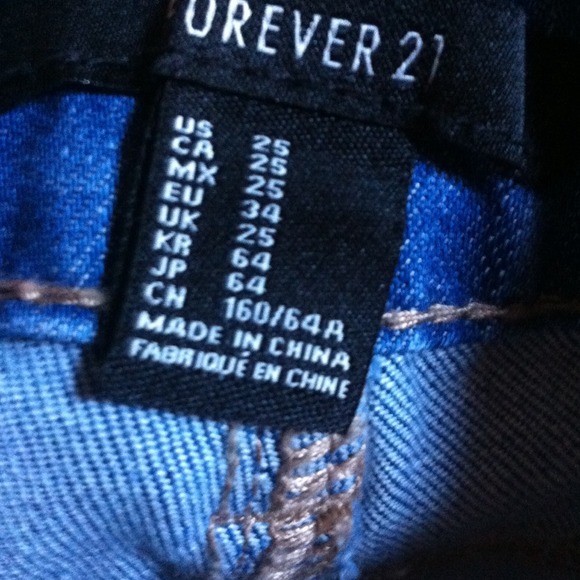 FOREVER 21
US 25
CA 25
MX 25
EU 34
UK 25
KR 64
JP 64
CN 160/64A
MADE IN CHINA
FABRIQUÉ EN CHINE